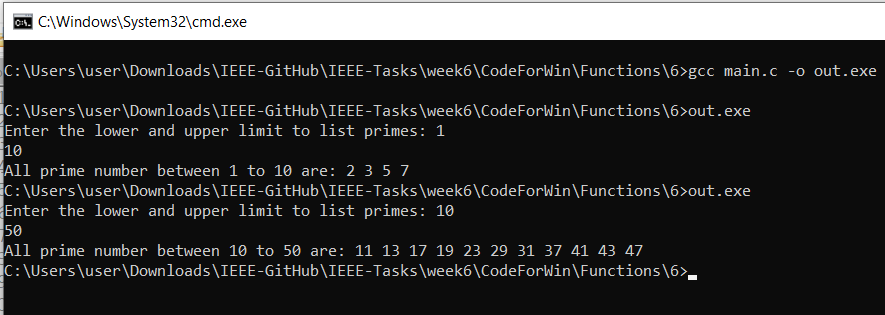 C:\Windows\System32\cmd.exe
C:\Users\user\Downloads\IEEE-GitHub\IEEE-Tasks\week6\CodeForWin\Functions\6>gcc main.c -o out.exe
C:\Users\user\Downloads\IEEE-GitHub\IEEE-Tasks\week6\CodeForWin\Functions\6>out.exe
Enter the lower and upper limit to list primes: 1
10
All prime number between 1 to 10 are: 2 3 5 7
C:\Users\user\Downloads\IEEE-GitHub\IEEE-Tasks\week6\CodeForWin\Functions\6>out.exe
Enter the lower and upper limit to list primes: 10
50
All prime number between 10 to 50 are: 11 13 17 19 23 29 31 37 41 43 47
C:\Users\user\Downloads\IEEE-GitHub\IEEE-Tasks\week6\CodeForWin\Functions\6>